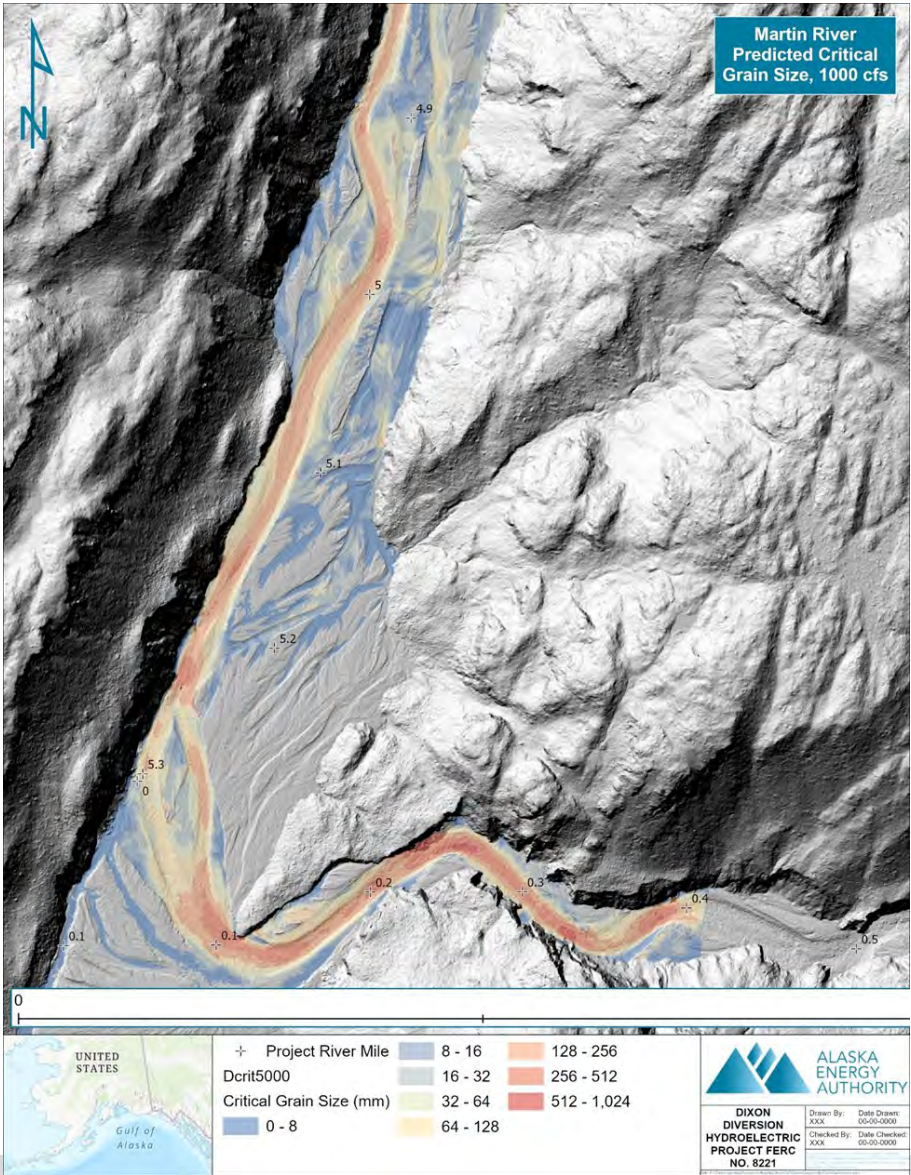 Martin River
Predicted Critical
Grain Size, 1000 cfs
N
4.9
5
5.1
5.2
5.3
0
0.1
0.1
0.2
0.3
0.4
0.5
0
UNITED
STATES
Gulf of
Alaska
Project River Mile
Dcrit5000
Critical Grain Size (mm)
0 - 8
8 - 16
16 - 32
32 - 64
64 - 128
128 - 256
256 - 512
512 - 1,024
ALASKA
ENERGY
AUTHORITY
DIXON
DIVERSION
HYDROELECTRIC
PROJECT FERC
NO. 8221
Drawn By:
XXX
Date Drawn:
00-00-0000
Checked By:
XXX
Date Checked:
00-00-0000